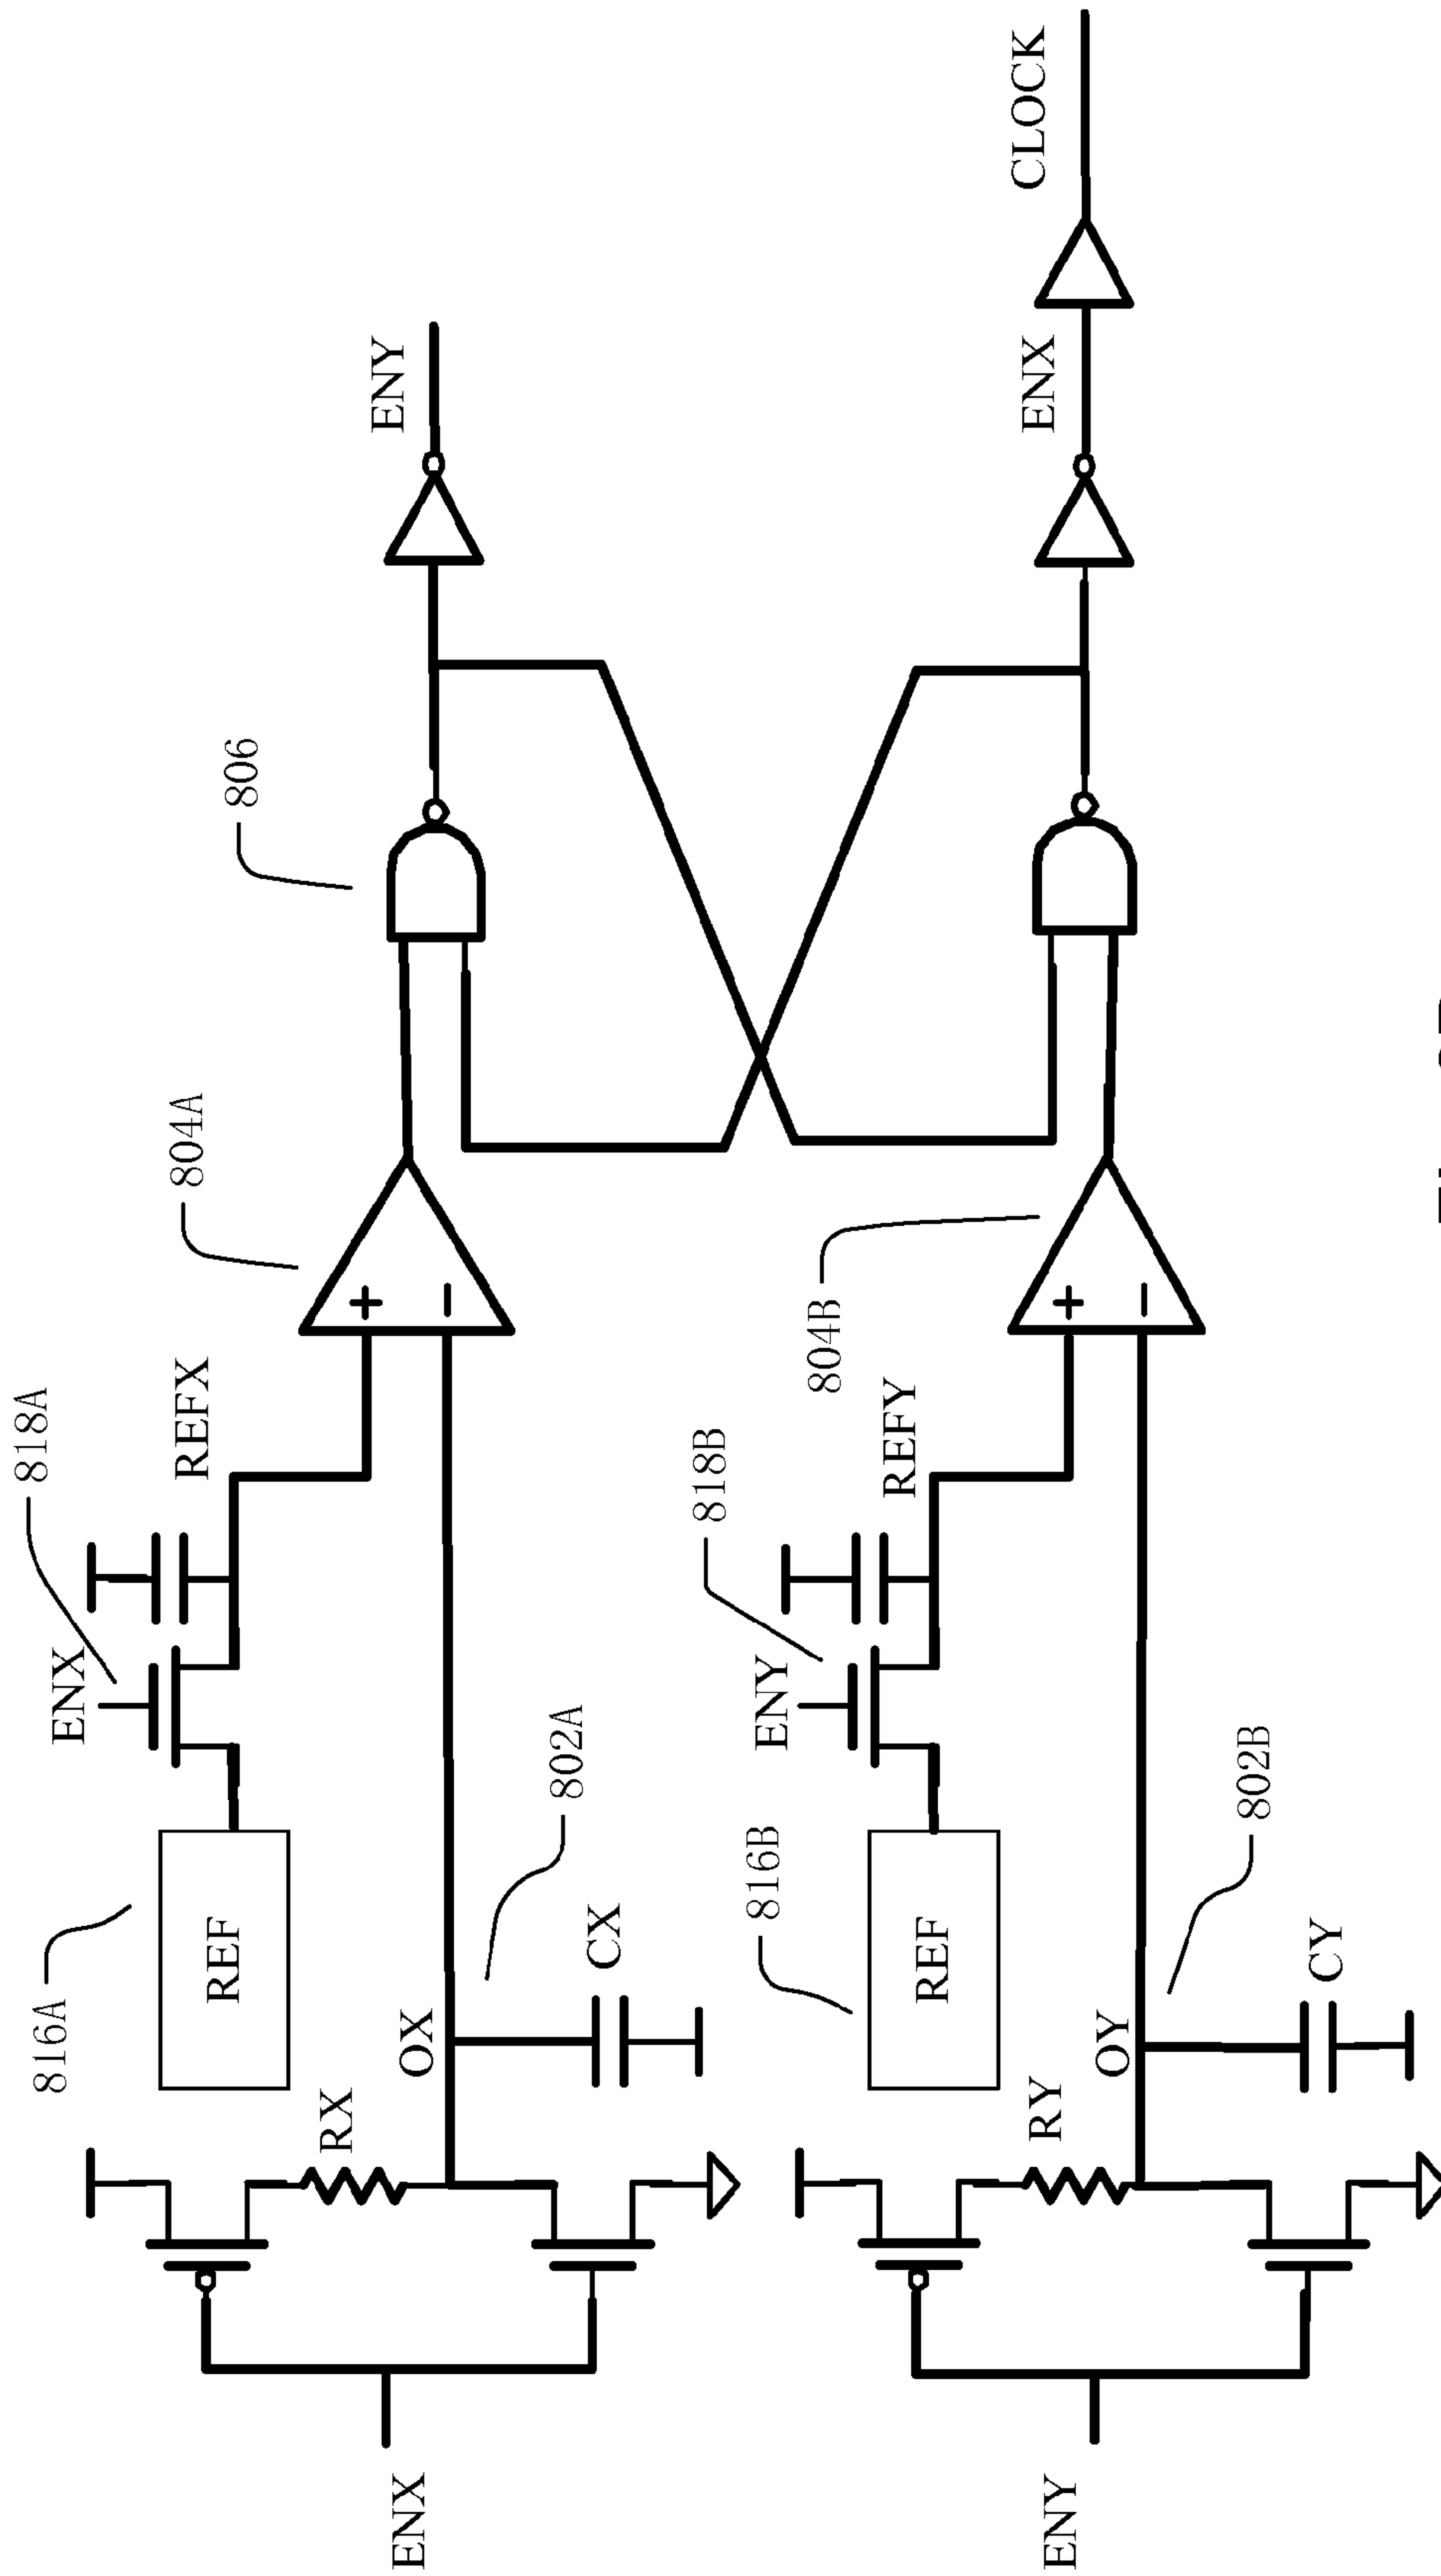 818A
816A
ENX
REFX
804A
806
REF
RX
OX
CX
802A
ENX
ENY
818B
816B
ENY
REFY
804B
REF
RY
OY
CY
802B
ENY
ENX
CLOCK